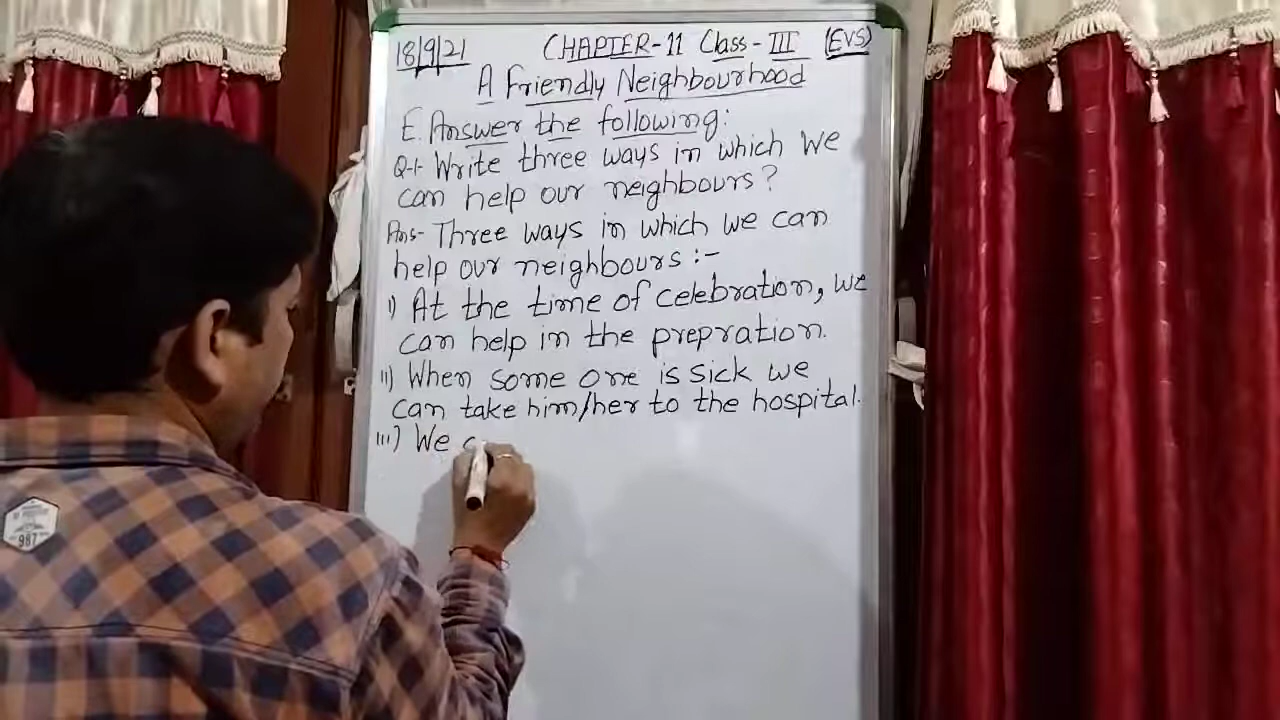 18/9/21 CHAPTER-11 Class-III (EVS)
A Friendly Neighbourhood
E. Answer the following:
Q-1- Write three ways in which we
can help our neighbours?
Ans- Three ways in which we can
help our neighbours :-
i) At the time of celebration, we
can help in the prepration.
ii) When some one is sick we
can take him/her to the hospital.
iii) We c
987